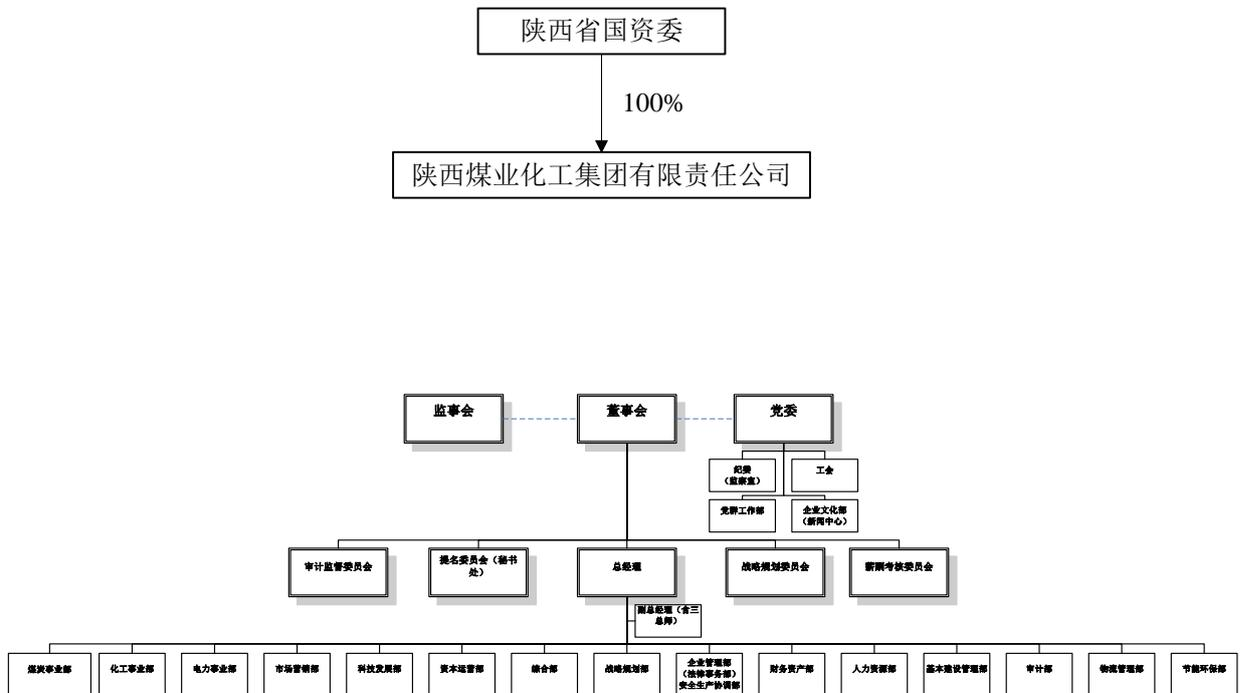 陕西省国资委
100%
陕西煤业化工集团有限责任公司
监事会
董事会
党委
纪委
（监察室）
工会
党群工作部
企业文化部
（新闻中心）
审计监督委员会
提名委员会（秘书
处）
总经理
战略规划委员会
薪酬考核委员会
副总经理（含三
总师）
煤炭事业部
化工事业部
电力事业部
市场营销部
科技发展部
资本运营部
综合部
战略规划部
企业管理部
（法律事务部）
安全生产协调部
财务资产部
人力资源部
基本建设管理部
审计部
物流管理部
节能环保部